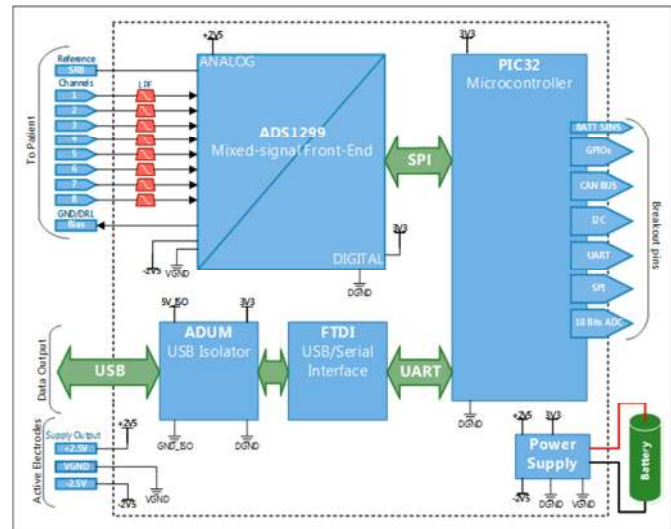 +2V5
3V3
Reference
SRB
ANALOG
PIC32
Microcontroller
Channels
LPF
1
2
3
4
5
6
7
8
To Patient
ADS1299
Mixed-signal Front-End
SPI
BATT SENS
GPIOs
CAN BUS
I2C
UART
SPI
10 Bits ADC
Breakout pins
GND/DRL
Bias
-2V5
VGND
DIGITAL
3V3
DGND
5V_ISO
3V3
ADUM
USB Isolator
FTDI
USB/Serial
Interface
Data Output
USB
UART
GND_ISO
DGND
DGND
Active Electrodes
Supply Output
+2V5
+2.5V
VGND
-2.5V
-2V5
VGND
+2V5
3V3
Power
Supply
-2V5
DGND
VGND
Battery